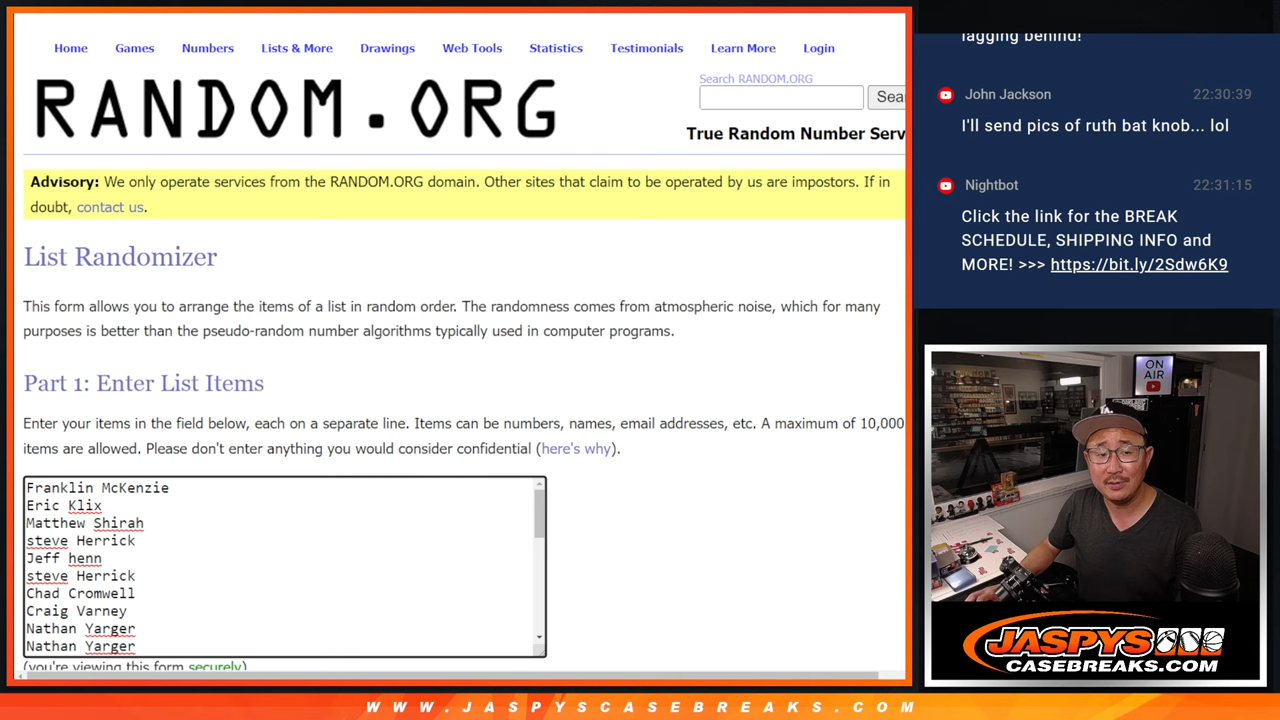 Home Games Numbers Lists & More Drawings Web Tools Statistics Testimonials Learn More Login
RANDOM.ORG
Search RANDOM.ORG
Sea
True Random Number Serv
Advisory: We only operate services from the RANDOM.ORG domain. Other sites that claim to be operated by us are impostors. If in
doubt, contact us.
List Randomizer
This form allows you to arrange the items of a list in random order. The randomness comes from atmospheric noise, which for many
purposes is better than the pseudo-random number algorithms typically used in computer programs.
Part 1: Enter List Items
Enter your items in the field below, each on a separate line. Items can be numbers, names, email addresses, etc. A maximum of 10,000
items are allowed. Please don't enter anything you would consider confidential (here's why).
Franklin McKenzie
Eric Klix
Matthew Shirah
steve Herrick
Jeff henn
steve Herrick
Chad Cromwell
Craig Varney
Nathan Yarger
Nathan Yarger
(you're viewing this form securely)
lagging behind!
John Jackson 22:30:39
I'll send pics of ruth bat knob... lol
Nightbot 22:31:15
Click the link for the BREAK
SCHEDULE, SHIPPING INFO and
MORE! >>> https://bit.ly/2Sdw6K9
ON
AIR
JASPYS
CASEBREAKS.COM
WWW.JASPYSCASEBREAKS.COM